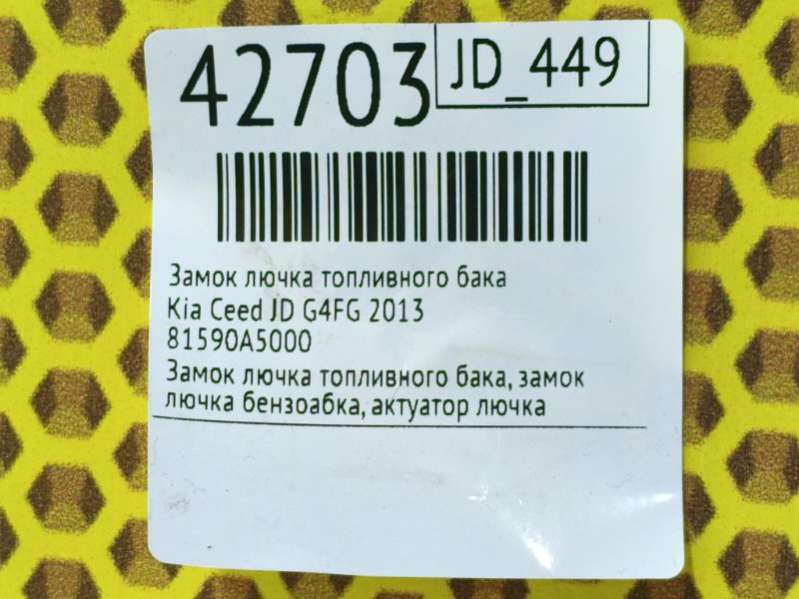 42703
JD_449
Замок лючка топливного бака
Kia Ceed JD G4FG 2013
81590A5000
Замок лючка топливного бака, замок
лючка бензоабка, актуатор лючка